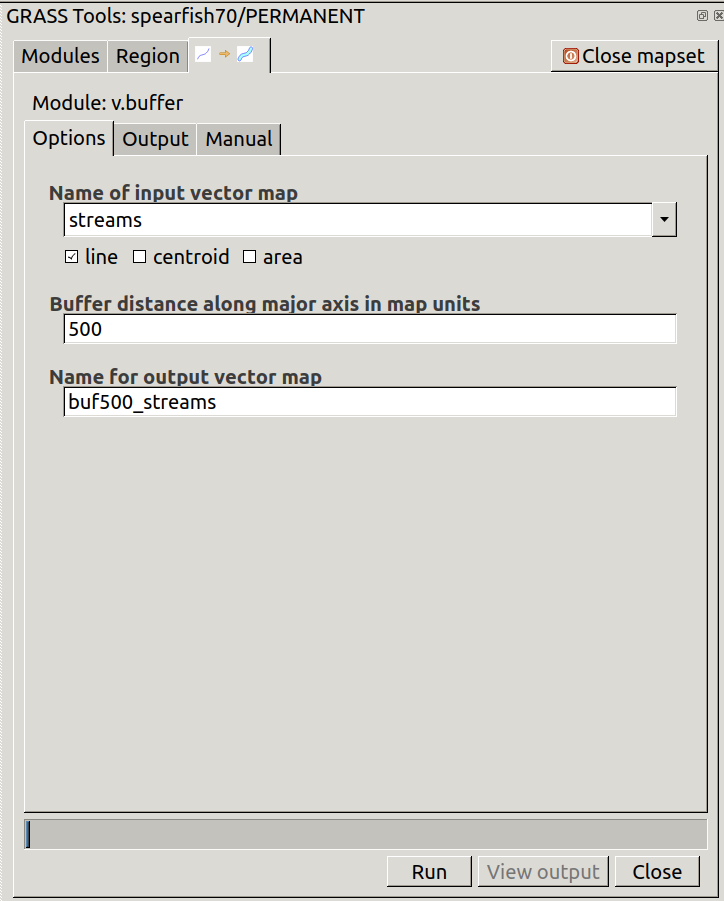 GRASS Tools: spearfish70/PERMANENT
Modules Region Close mapset
Module: v.buffer
Options Output Manual
Name of input vector map
streams
line centroid area
Buffer distance along major axis in map units
500
Name for output vector map
buf500_streams
Run View output Close